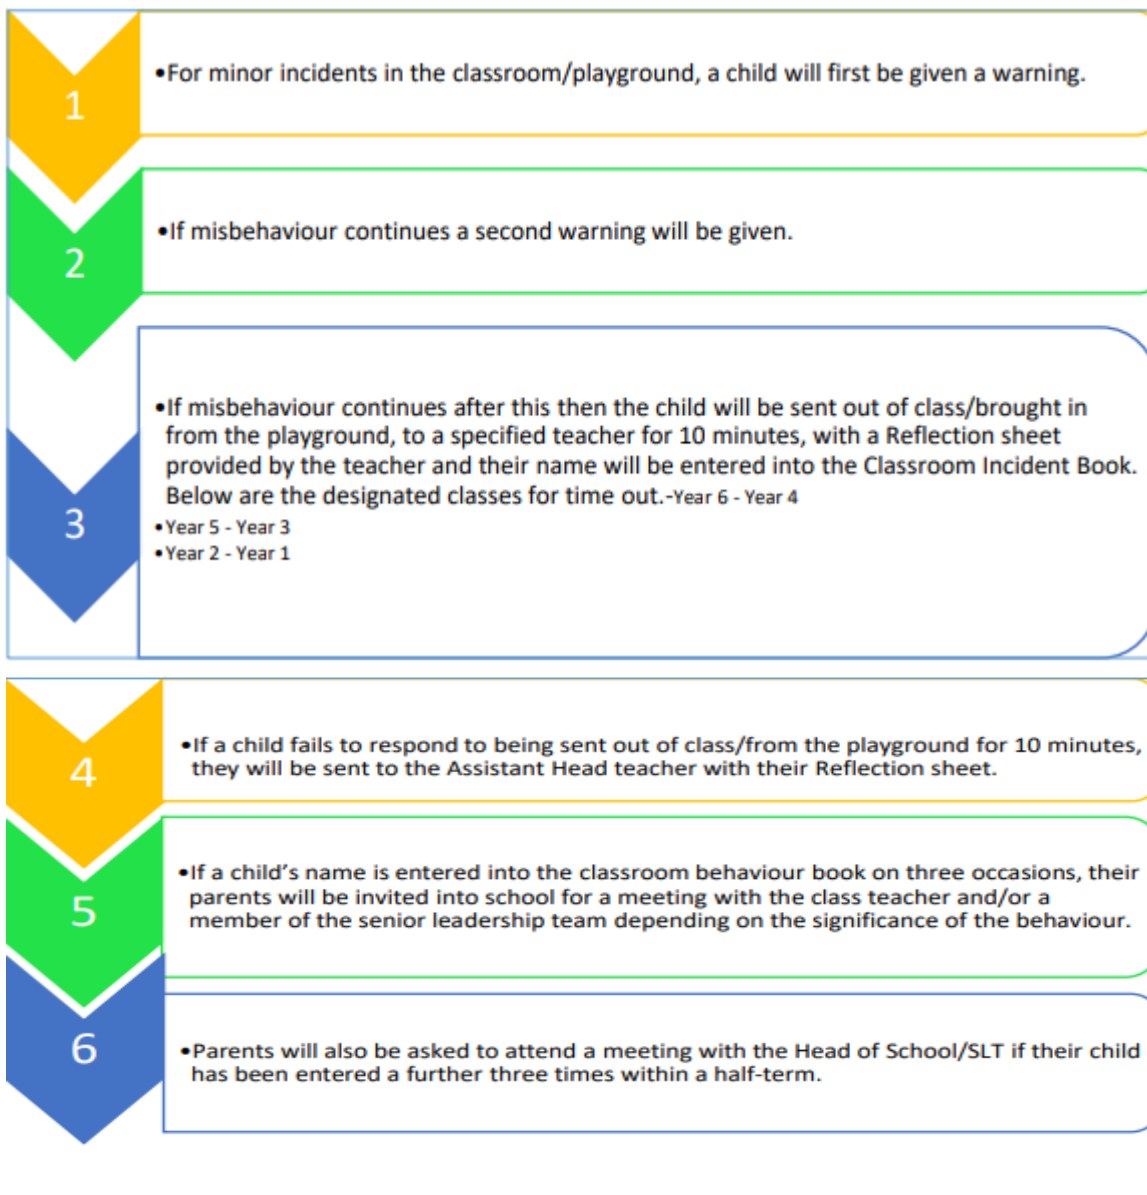 1
•For minor incidents in the classroom/playground, a child will first be given a warning.
2
•If misbehaviour continues a second warning will be given.
3
•If misbehaviour continues after this then the child will be sent out of class/brought in
from the playground, to a specified teacher for 10 minutes, with a Reflection sheet
provided by the teacher and their name will be entered into the Classroom Incident Book.
Below are the designated classes for time out.-Year 6 - Year 4
•Year 5 - Year 3
•Year 2 - Year 1
4
•If a child fails to respond to being sent out of class/from the playground for 10 minutes,
they will be sent to the Assistant Head teacher with their Reflection sheet.
5
•If a child's name is entered into the classroom behaviour book on three occasions, their
parents will be invited into school for a meeting with the class teacher and/or a
member of the senior leadership team depending on the significance of the behaviour.
6
•Parents will also be asked to attend a meeting with the Head of School/SLT if their child
has been entered a further three times within a half-term.